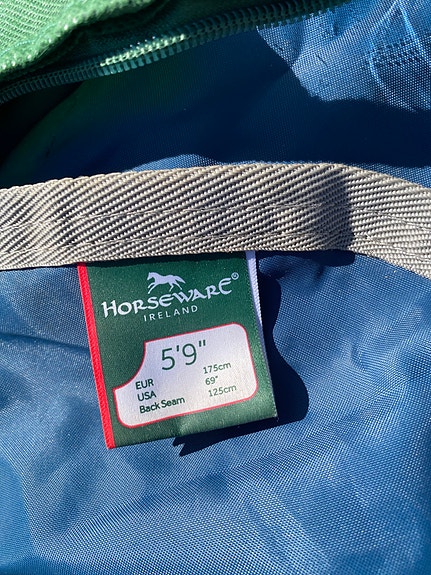 HORSEWARE®
IRELAND
5'9"
EUR 175cm
USA 69"
Back Seam 125cm